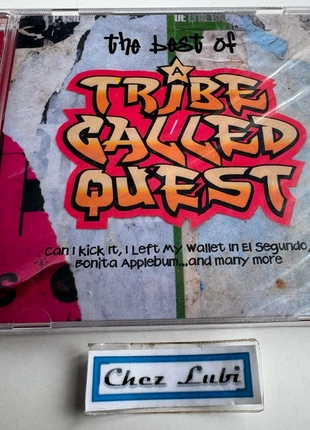 the best of
A
TRIBE
CALLED
QUEST
Can I kick it, I Left My Wallet in El Segundo,
Bonita Applebum...and many more
Chez Lubi